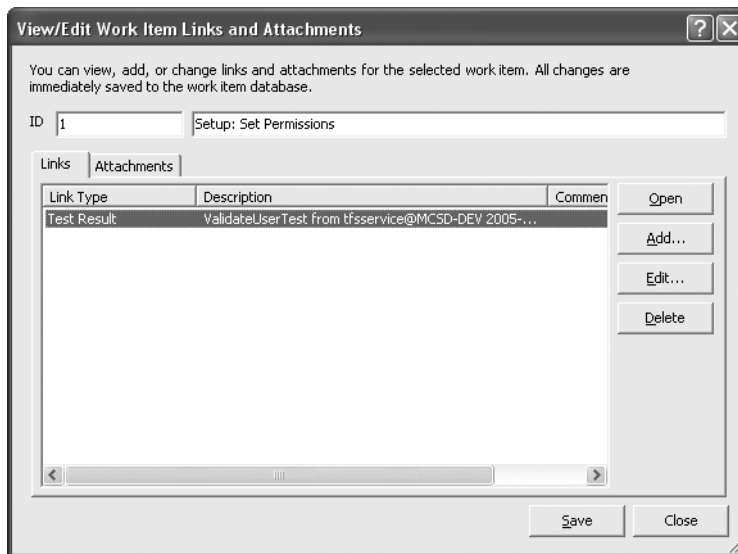 View/Edit Work Item Links and Attachments
You can view, add, or change links and attachments for the selected work item. All changes are
immediately saved to the work item database.
ID 1 Setup: Set Permissions
Links Attachments
Link Type Description Commen
Test Result ValidateUserTest from tfsservice@MCSD-DEV 2005-...
Open
Add...
Edit...
Delete
Save Close